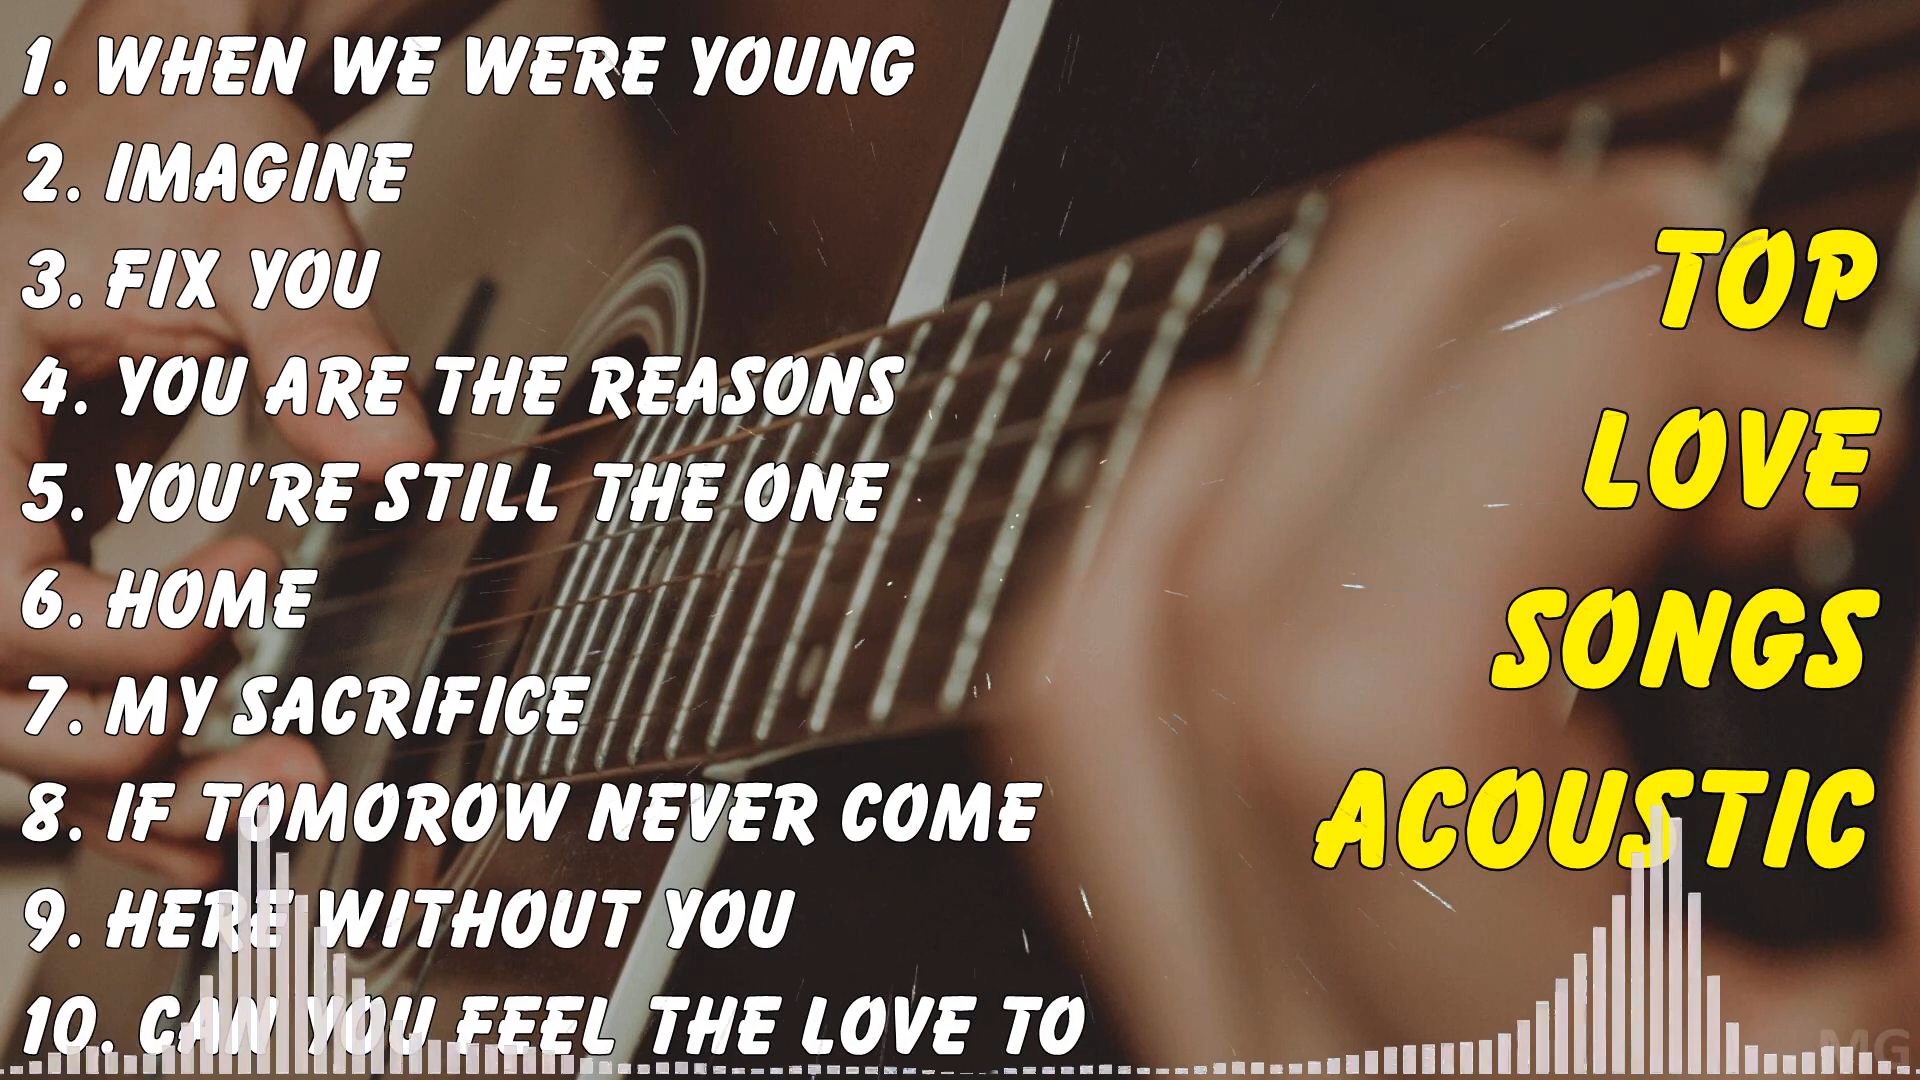 1. WHEN WE WERE YOUNG
2. IMAGINE
3. FIX YOU
4. YOU ARE THE REASONS
5. YOU'RE STILL THE ONE
6. HOME
7. MY SACRIFICE
8. IF TOMOROW NEVER COME
9. HERE WITHOUT YOU
10. CAN YOU FEEL THE LOVE TO
TOP
LOVE
SONGS
ACOUSTIC
MG